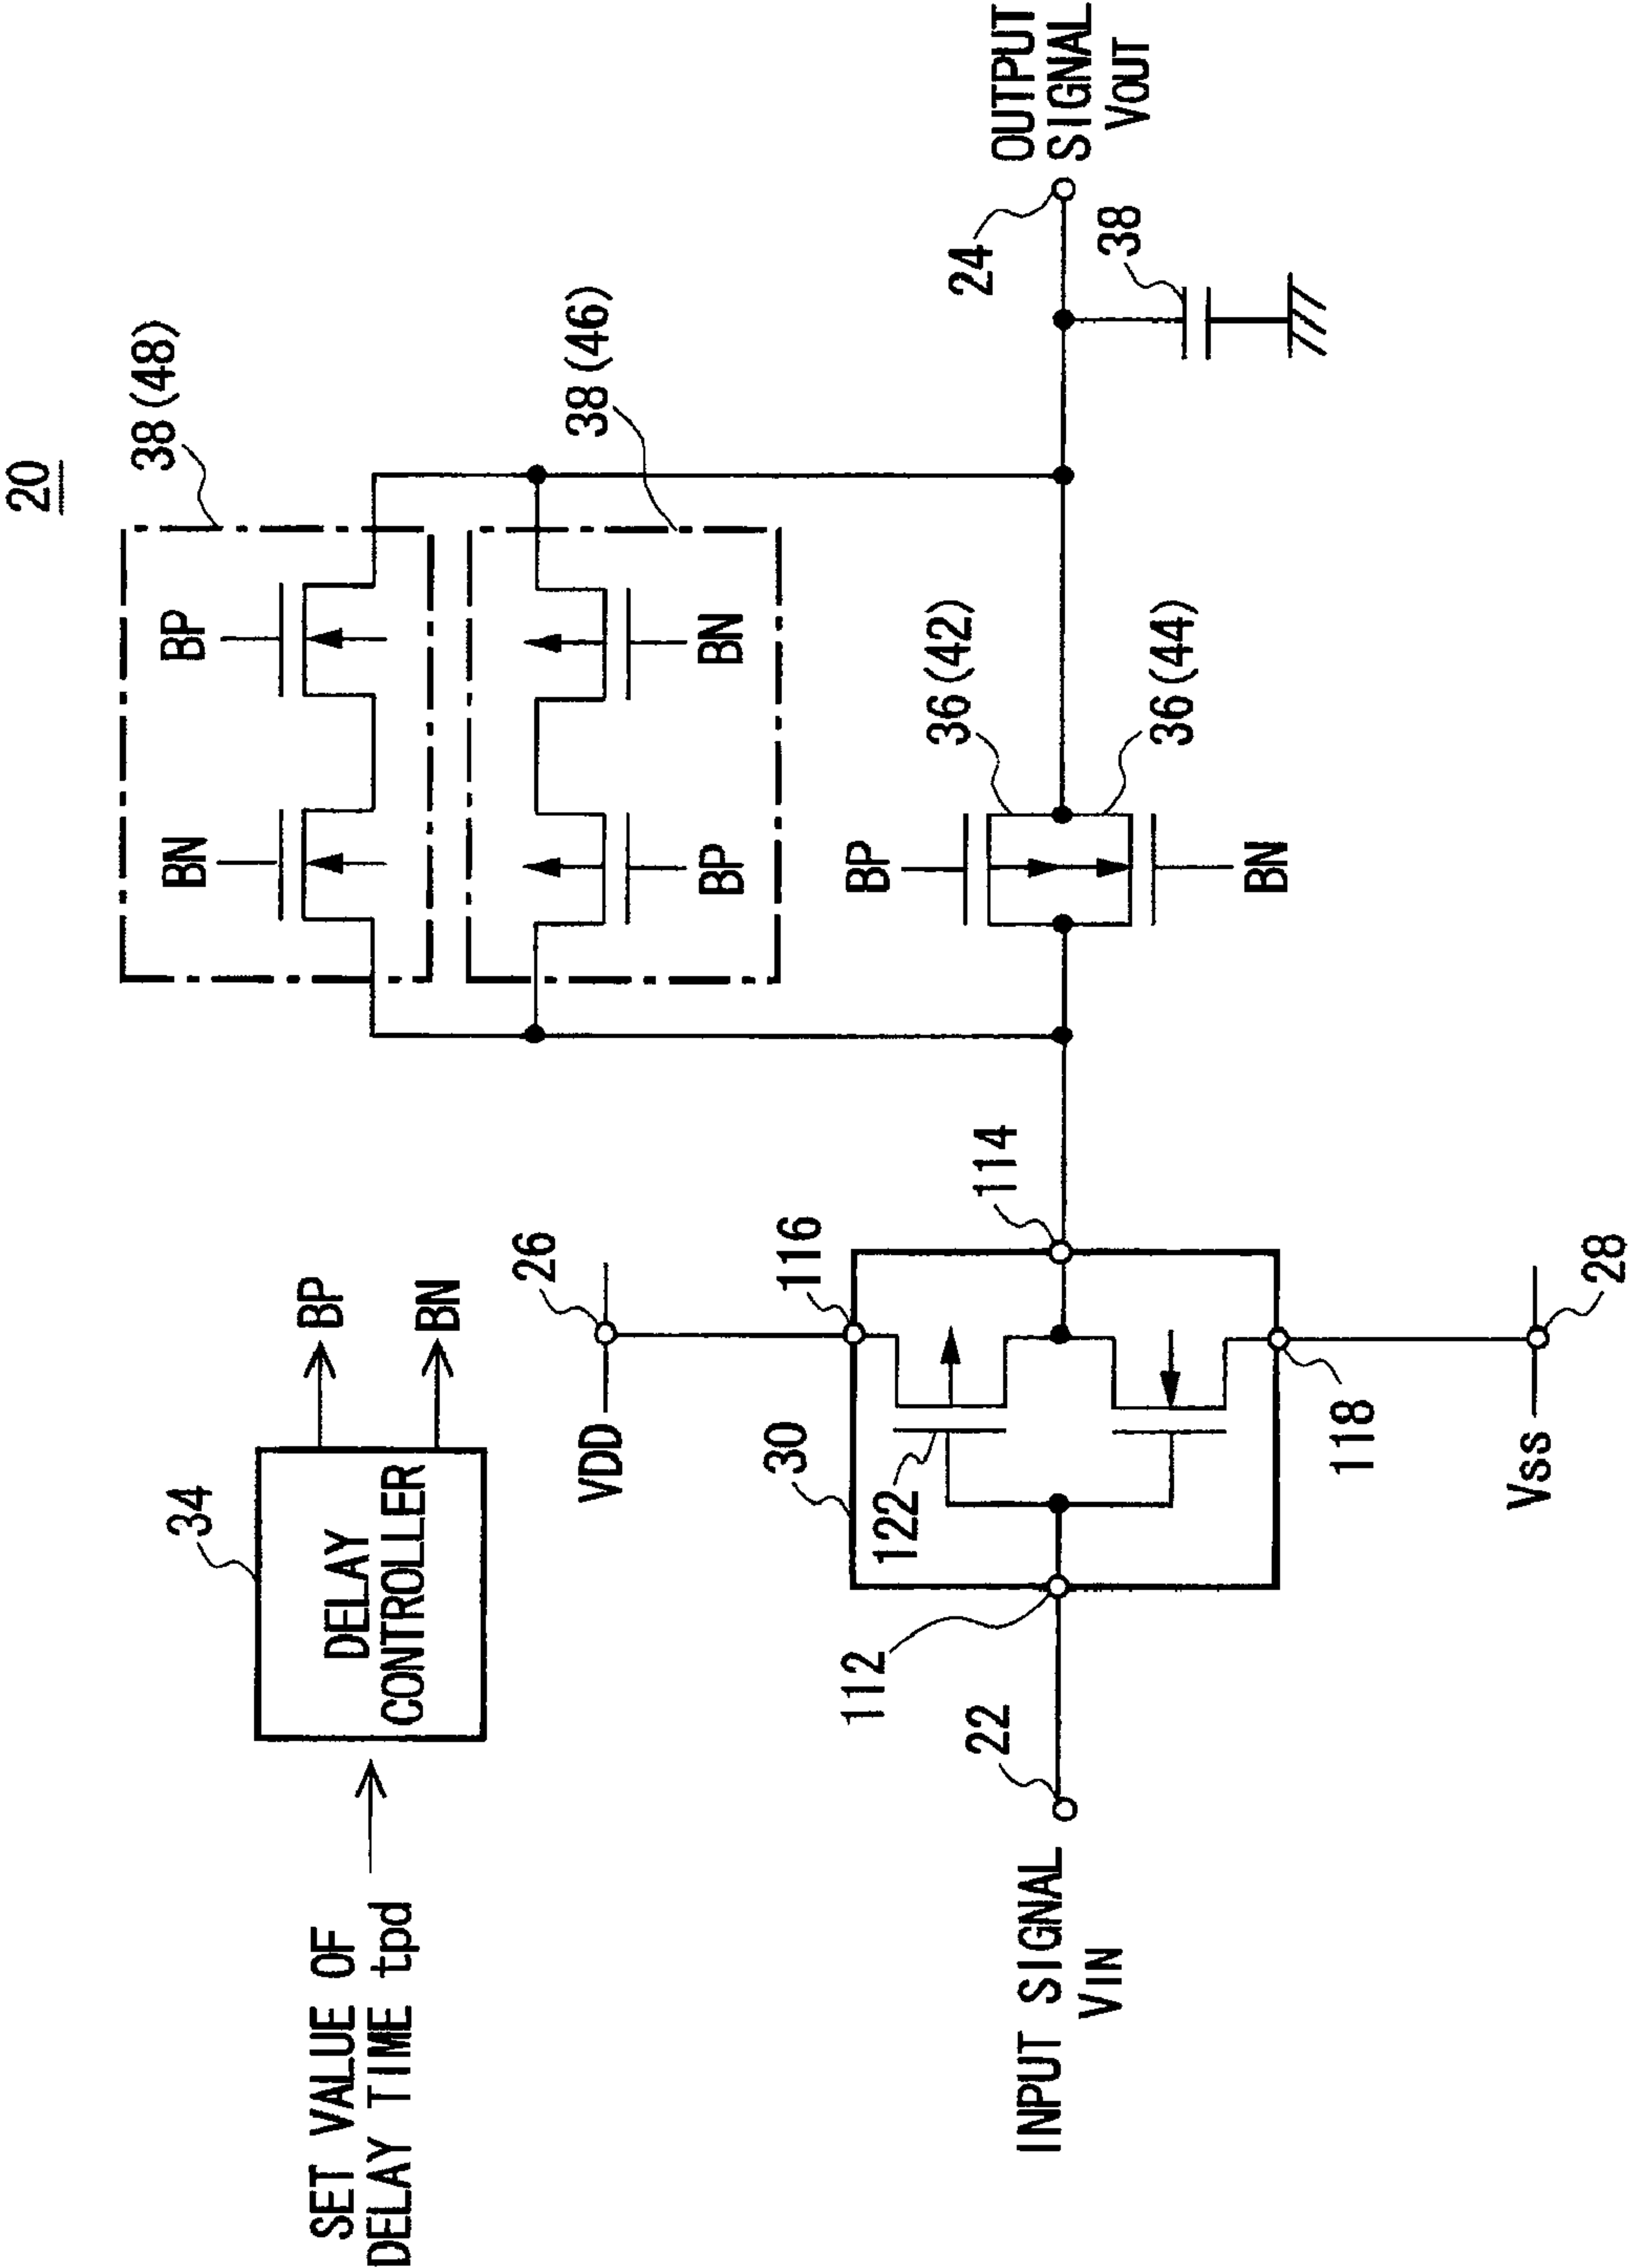 20
38(48)
BN
BP
38(46)
BP
BN
34
DELAY
CONTROLLER
BP
BN
SET VALUE OF
DELAY TIME tpd
26
VDD
116
30
122
114
112
22
INPUT SIGNAL
VIN
118
Vss
28
BP
36(42)
36(44)
BN
24
OUTPUT
SIGNAL
VOUT
38